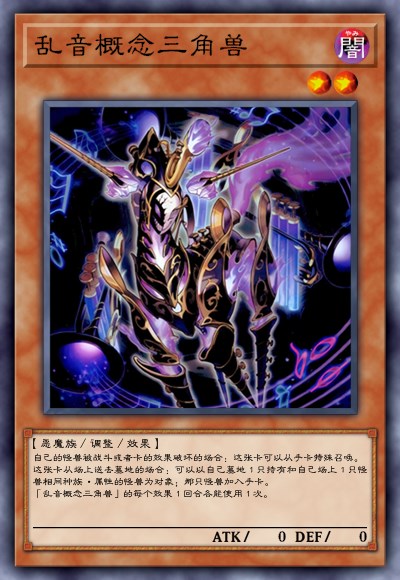 乱音概念三角兽
やみ
闇
【恶魔族／调整／效果】
自己的怪兽被战斗或者卡的效果破坏的场合：这张卡可以从手卡特殊召唤。
这张卡从场上送去墓地的场合：可以以自己墓地1只持有和自己场上1只怪
兽相同种族·属性的怪兽为对象；那只怪兽加入手卡。
「乱音概念三角兽」的每个效果1回合各能使用1次。
ATK/ 0 DEF/ 0